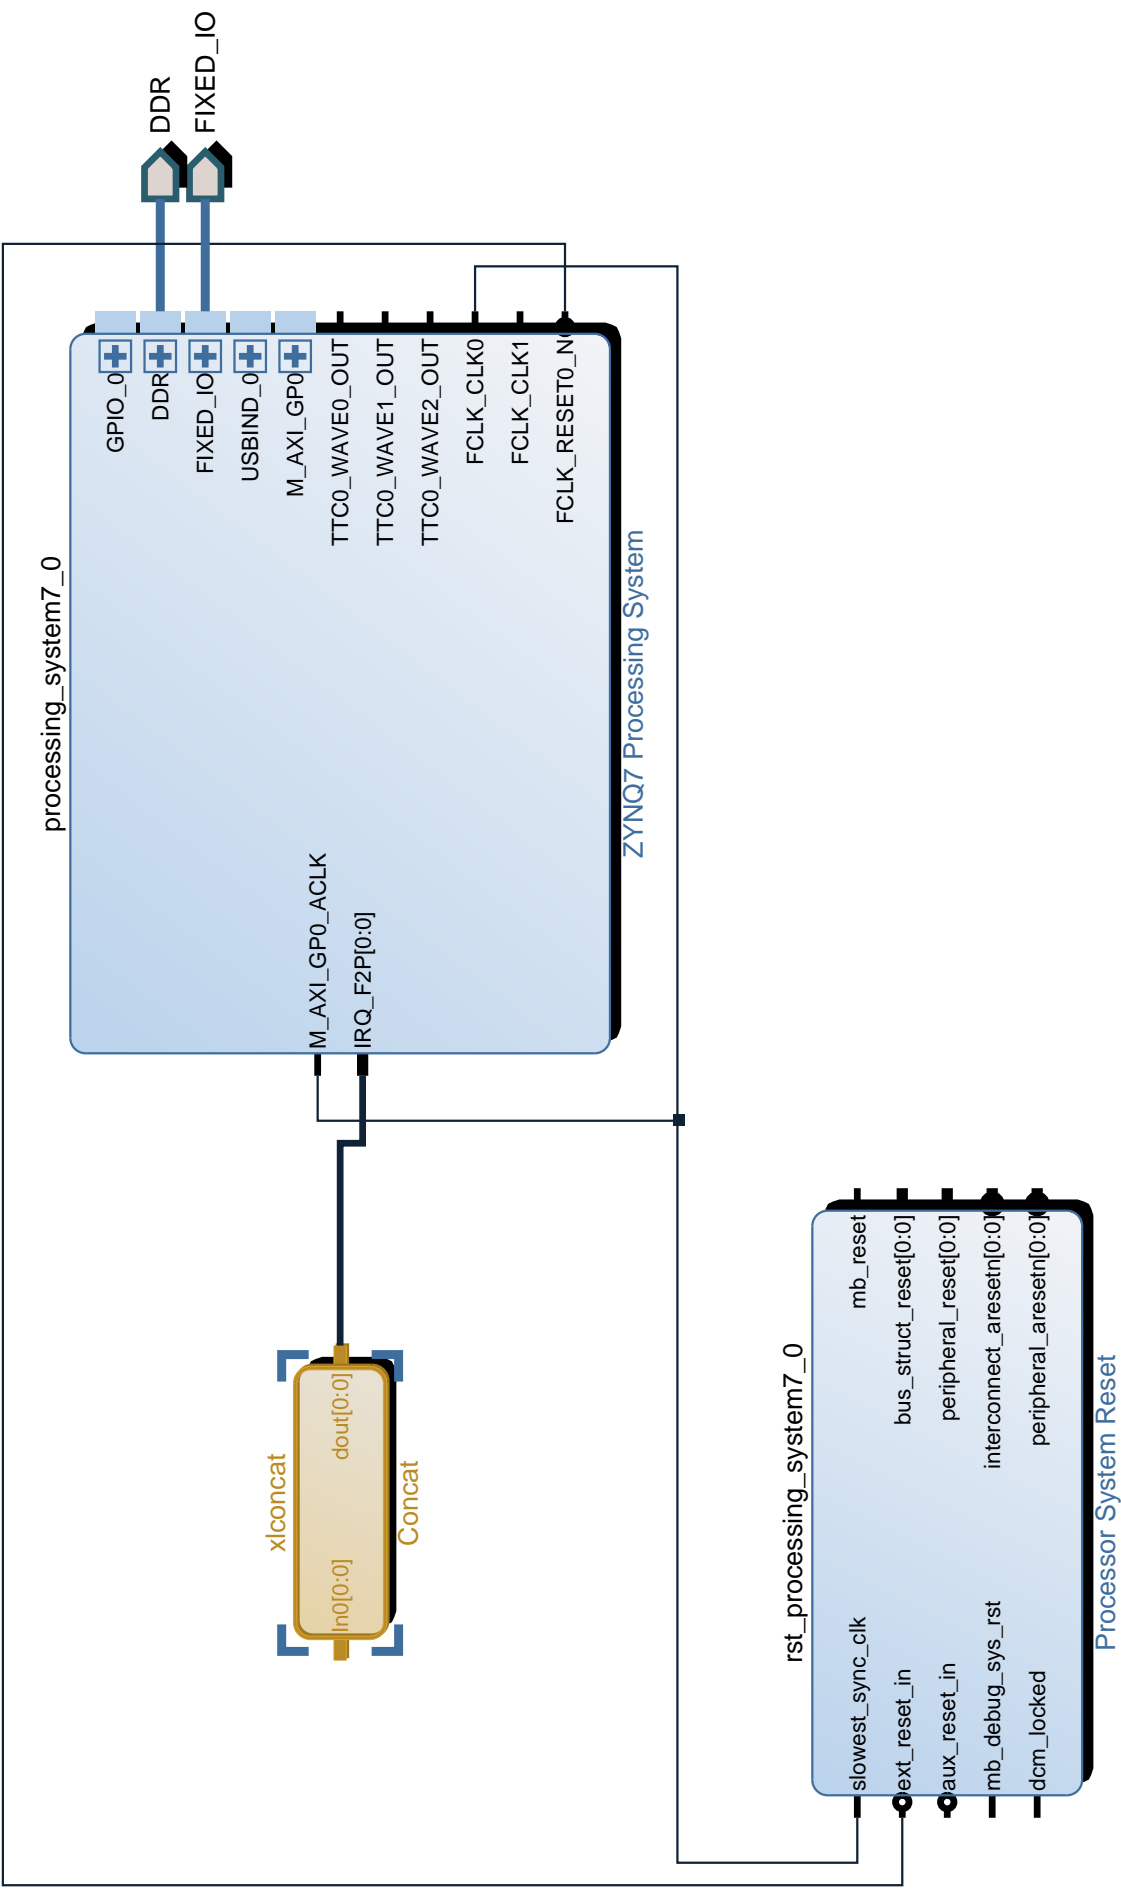 DDR
FIXED_IO
processing_system7_0
GPIO_0
DDR
FIXED_IO
USBIND_0
M_AXI_GP0
TTC0_WAVE0_OUT
TTC0_WAVE1_OUT
TTC0_WAVE2_OUT
FCLK_CLK0
FCLK_CLK1
FCLK_RESET0_N
M_AXI_GP0_ACLK
IRQ_F2P[0:0]
ZYNQ7 Processing System
xlconcat
In0[0:0]
dout[0:0]
Concat
rst_processing_system7_0
slowest_sync_clk
ext_reset_in
aux_reset_in
mb_debug_sys_rst
dcm_locked
mb_reset
bus_struct_reset[0:0]
peripheral_reset[0:0]
interconnect_aresetn[0:0]
peripheral_aresetn[0:0]
Processor System Reset